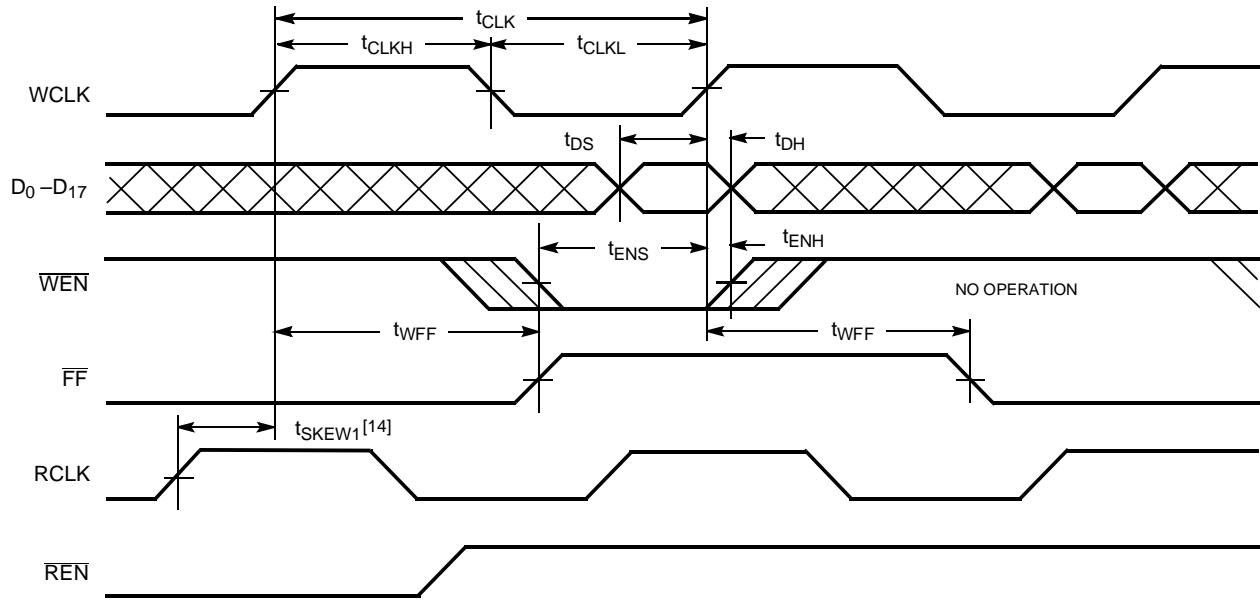 tCLK
tCLKH tCLKL
WCLK
tDS tDH
D0 –D17
tENS tENH
WEN
NO OPERATION
tWFF tWFF
FF
tSKEW1[14]
RCLK
REN